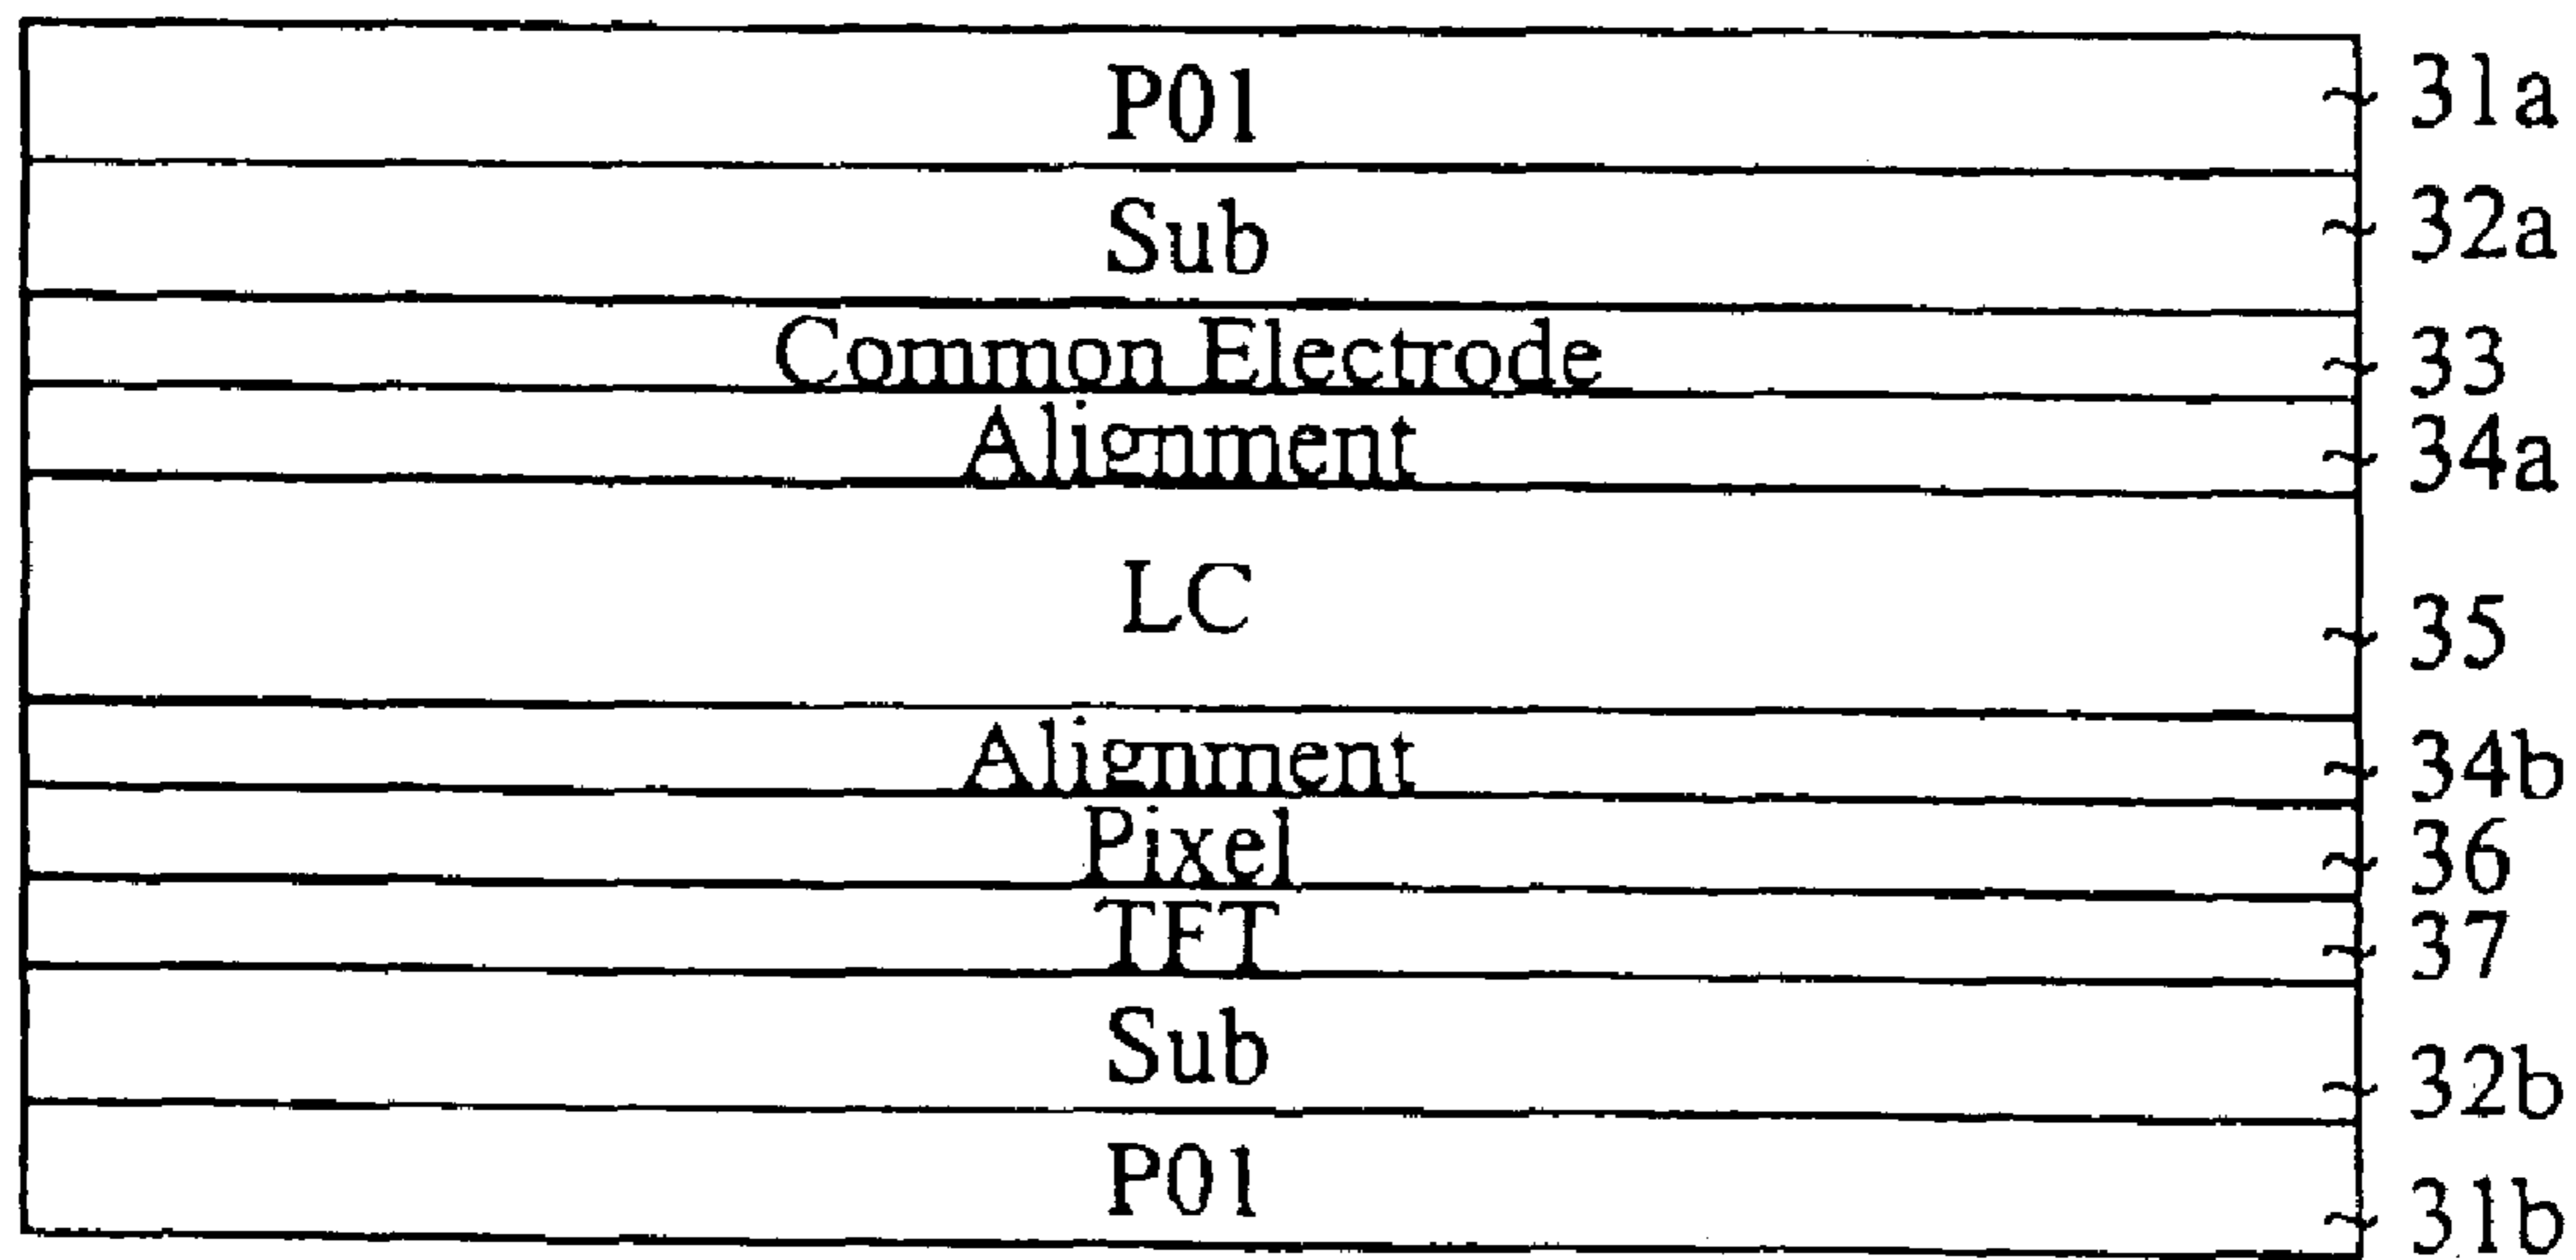 P01 31a
Sub 32a
Common Electrode 33
Alignment 34a
LC 35
Alignment 34b
Pixel 36
TFT 37
Sub 32b
P01 31b